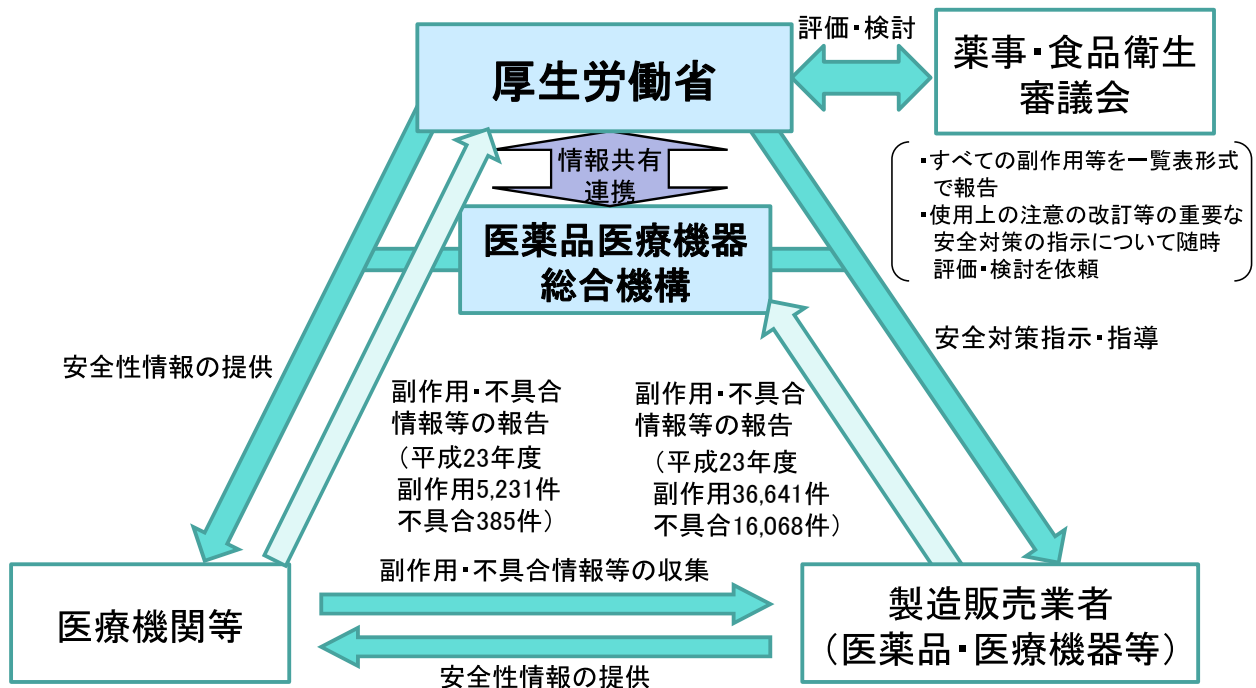 評価・検討
厚生労働省
薬事・食品衛生
審議会
情報共有
連携
・すべての副作用等を一覧表形式
で報告
・使用上の注意の改訂等の重要な
安全対策の指示について随時
評価・検討を依頼
医薬品医療機器
総合機構
安全性情報の提供
安全対策指示・指導
副作用・不具合
情報等の報告
（平成23年度
副作用5,231件
不具合385件）
副作用・不具合
情報等の報告
（平成23年度
副作用36,641件
不具合16,068件）
副作用・不具合情報等の収集
医療機関等
製造販売業者
（医薬品・医療機器等）
安全性情報の提供